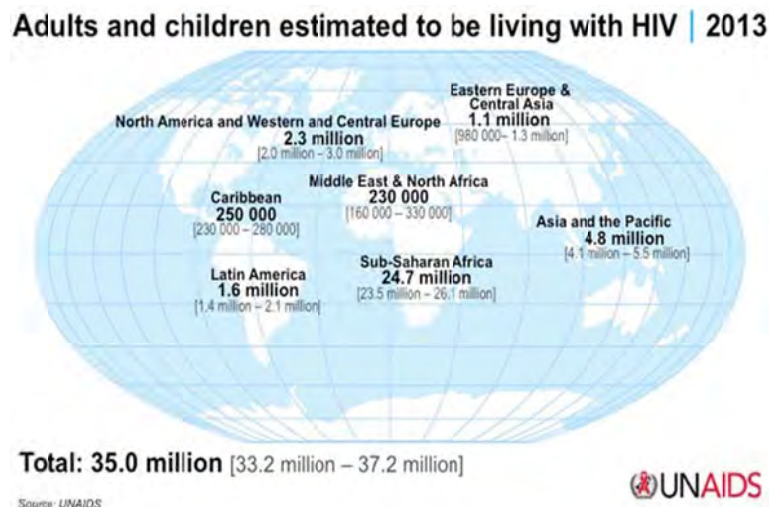 Adults and children estimated to be living with HIV | 2013
Eastern Europe &
Central Asia
1.1 million
[980 000– 1.3 million]
North America and Western and Central Europe
2.3 million
[2.0 million – 3.0 million]
Middle East & North Africa
230 000
[160 000 – 330 000]
Caribbean
250 000
[230 000 – 280 000]
Asia and the Pacific
4.8 million
[4.1 million – 5.5 million]
Sub-Saharan Africa
24.7 million
[23.5 million – 26.1 million]
Latin America
1.6 million
[1.4 million – 2.1 million]
Total: 35.0 million [33.2 million – 37.2 million]
UNAIDS
Source: UNAIDS